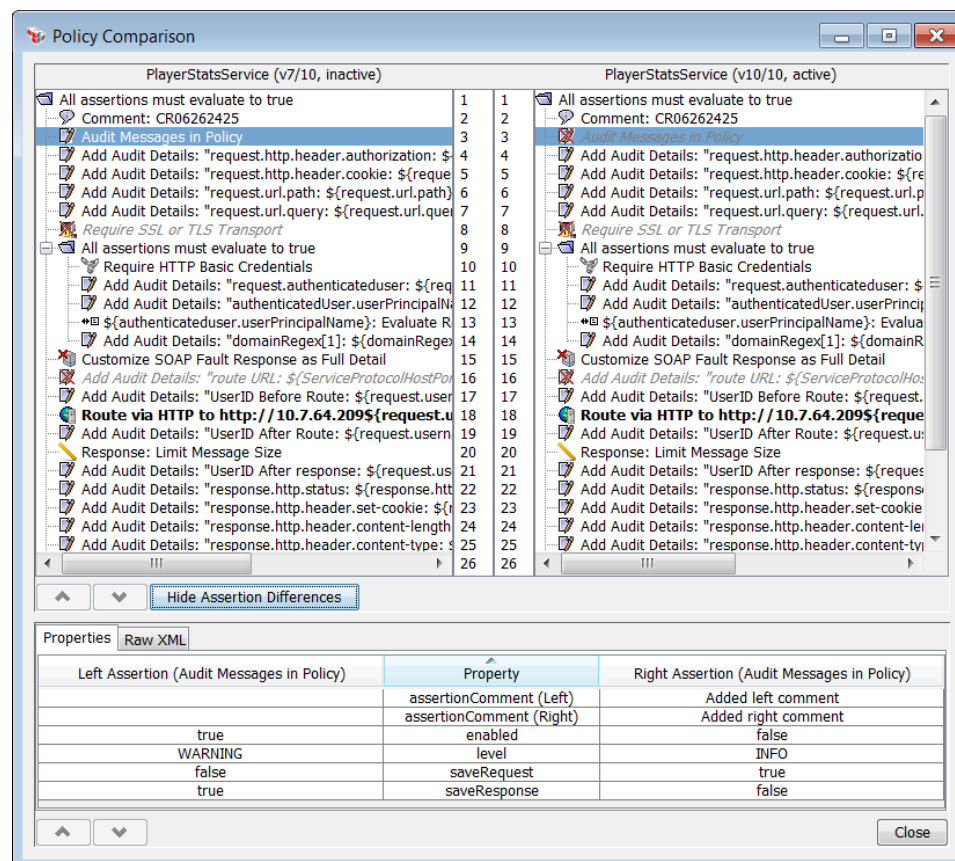 Policy Comparison
PlayerStatsService (v7/10, inactive)
PlayerStatsService (v10/10, active)
All assertions must evaluate to true 1 1 All assertions must evaluate to true
Comment: CR06262425 2 2 Comment: CR06262425
Audit Messages in Policy 3 3 Audit Messages in Policy
Add Audit Details: "request.http.header.authorization: $ 4 4 Add Audit Details: "request.http.header.authorizatio
Add Audit Details: "request.http.header.cookie: ${reque 5 5 Add Audit Details: "request.http.header.cookie: ${re
Add Audit Details: "request.url.path: ${request.url.path} 6 6 Add Audit Details: "request.url.path: ${request.url.p
Add Audit Details: "request.url.query: ${request.url.que 7 7 Add Audit Details: "request.url.query: ${request.url.
Require SSL or TLS Transport 8 8 Require SSL or TLS Transport
All assertions must evaluate to true 9 9 All assertions must evaluate to true
Require HTTP Basic Credentials 10 10 Require HTTP Basic Credentials
Add Audit Details: "request.authenticateduser: ${req 11 11 Add Audit Details: "request.authenticateduser: $
Add Audit Details: "authenticatedUser.userPrincipalN 12 12 Add Audit Details: "authenticatedUser.userPrincip
${authenticateduser.userPrincipalName}: Evaluate R 13 13 ${authenticateduser.userPrincipalName}: Evalua
Add Audit Details: "domainRegex[1]: ${domainRege 14 14 Add Audit Details: "domainRegex[1]: ${domainR
Customize SOAP Fault Response as Full Detail 15 15 Customize SOAP Fault Response as Full Detail
Add Audit Details: "route URL: ${ServiceProtocolHostPo 16 16 Add Audit Details: "route URL: ${ServiceProtocolHos
Add Audit Details: "UserID Before Route: ${request.user 17 17 Add Audit Details: "UserID Before Route: ${request
Route via HTTP to http://10.7.64.209${request.u 18 18 Route via HTTP to http://10.7.64.209${reque
Add Audit Details: "UserID After Route: ${request.usern 19 19 Add Audit Details: "UserID After Route: ${request.u
Response: Limit Message Size 20 20 Response: Limit Message Size
Add Audit Details: "UserID After response: ${request.us 21 21 Add Audit Details: "UserID After response: ${reques
Add Audit Details: "response.http.status: ${response.htt 22 22 Add Audit Details: "response.http.status: ${respons
Add Audit Details: "response.http.header.set-cookie: ${r 23 23 Add Audit Details: "response.http.header.set-cookie
Add Audit Details: "response.http.header.content-length 24 24 Add Audit Details: "response.http.header.content-le
Add Audit Details: "response.http.header.content-type: $ 25 25 Add Audit Details: "response.http.header.content-ty
26 26
Hide Assertion Differences
Properties Raw XML
Left Assertion (Audit Messages in Policy) Property Right Assertion (Audit Messages in Policy)
assertionComment (Left) Added left comment
assertionComment (Right) Added right comment
true enabled false
WARNING level INFO
false saveRequest true
true saveResponse false
Close